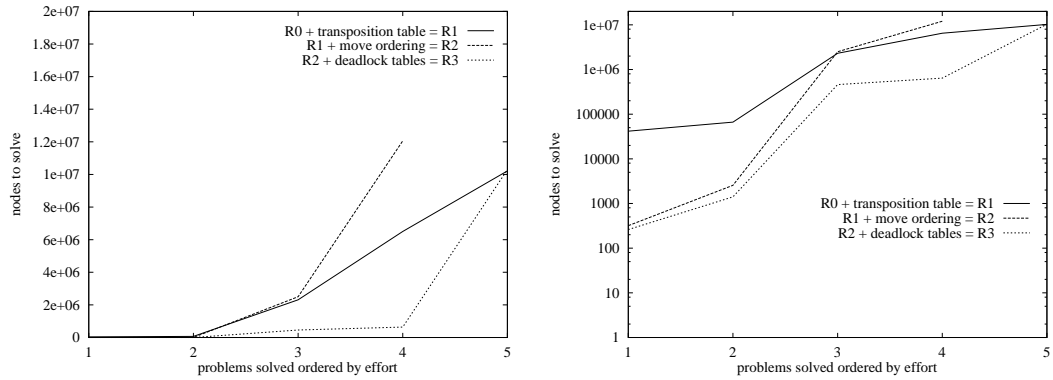 2e+07
1.8e+07
1.6e+07
1.4e+07
1.2e+07
1e+07
8e+06
6e+06
4e+06
2e+06
0
nodes to solve
R0 + transposition table = R1
R1 + move ordering = R2
R2 + deadlock tables = R3
1 2 3 4 5
problems solved ordered by effort
1e+07
1e+06
100000
10000
1000
100
10
1
nodes to solve
R0 + transposition table = R1
R1 + move ordering = R2
R2 + deadlock tables = R3
1 2 3 4 5
problems solved ordered by effort